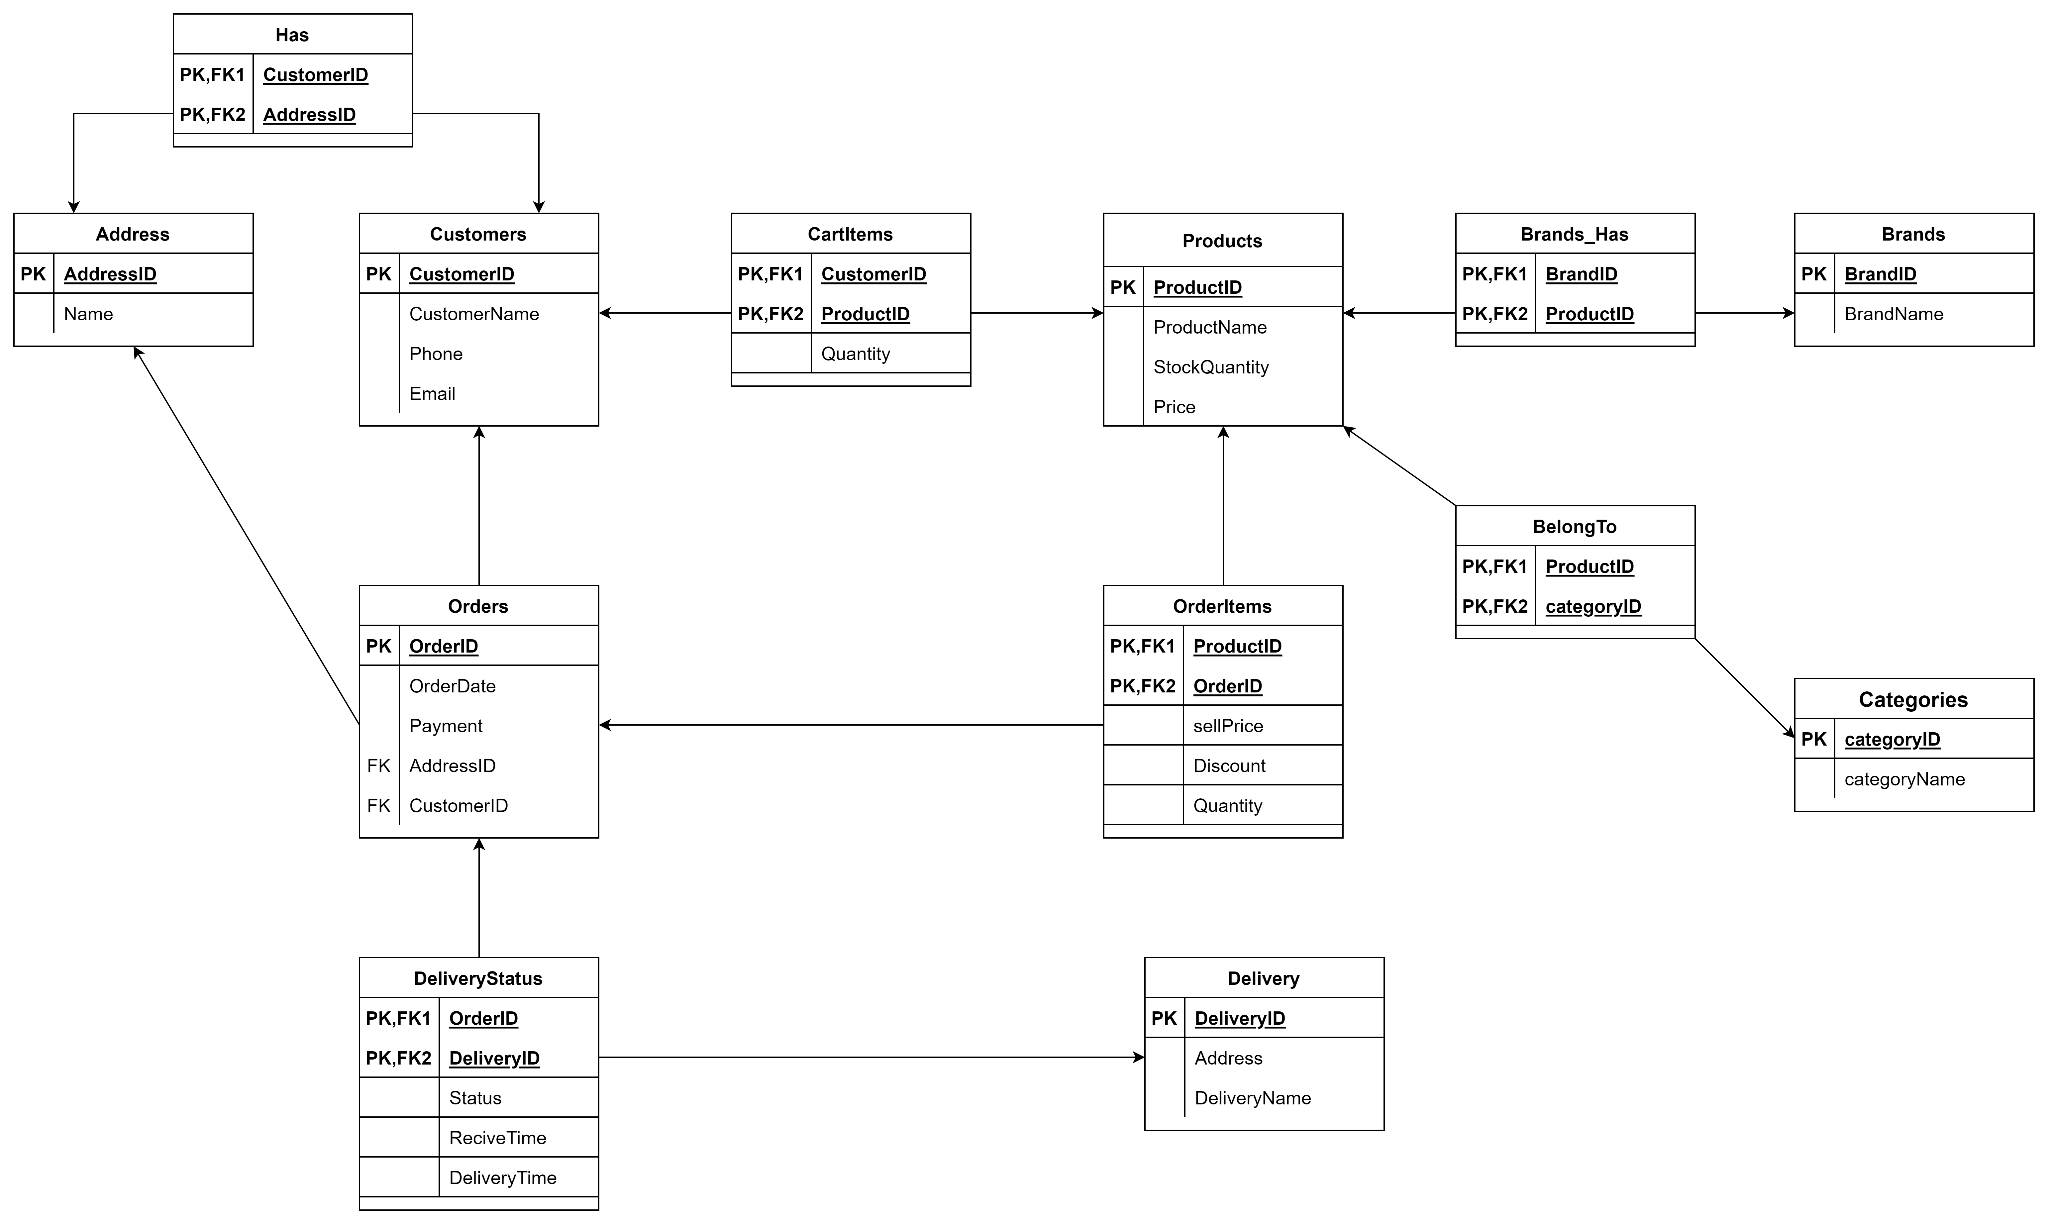 Has
PK,FK1 CustomerID
PK,FK2 AddressID
Address
PK AddressID
Name
Customers
PK CustomerID
CustomerName
Phone
Email
CartItems
PK,FK1 CustomerID
PK,FK2 ProductID
Quantity
Products
PK ProductID
ProductName
StockQuantity
Price
Brands_Has
PK,FK1 BrandID
PK,FK2 ProductID
Brands
PK BrandID
BrandName
BelongTo
PK,FK1 ProductID
PK,FK2 categoryID
Orders
PK OrderID
OrderDate
Payment
FK AddressID
FK CustomerID
OrderItems
PK,FK1 ProductID
PK,FK2 OrderID
sellPrice
Discount
Quantity
Categories
PK categoryID
categoryName
DeliveryStatus
PK,FK1 OrderID
PK,FK2 DeliveryID
Status
ReciveTime
DeliveryTime
Delivery
PK DeliveryID
Address
DeliveryName